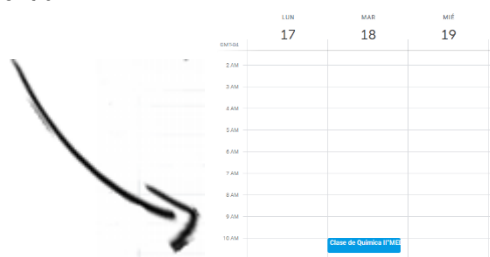 LUN MAR MIÉ
17 18 19
GMT-04
2 AM
3 AM
4 AM
5 AM
6 AM
7 AM
8 AM
9 AM
10 AM Clase de Química II°MED